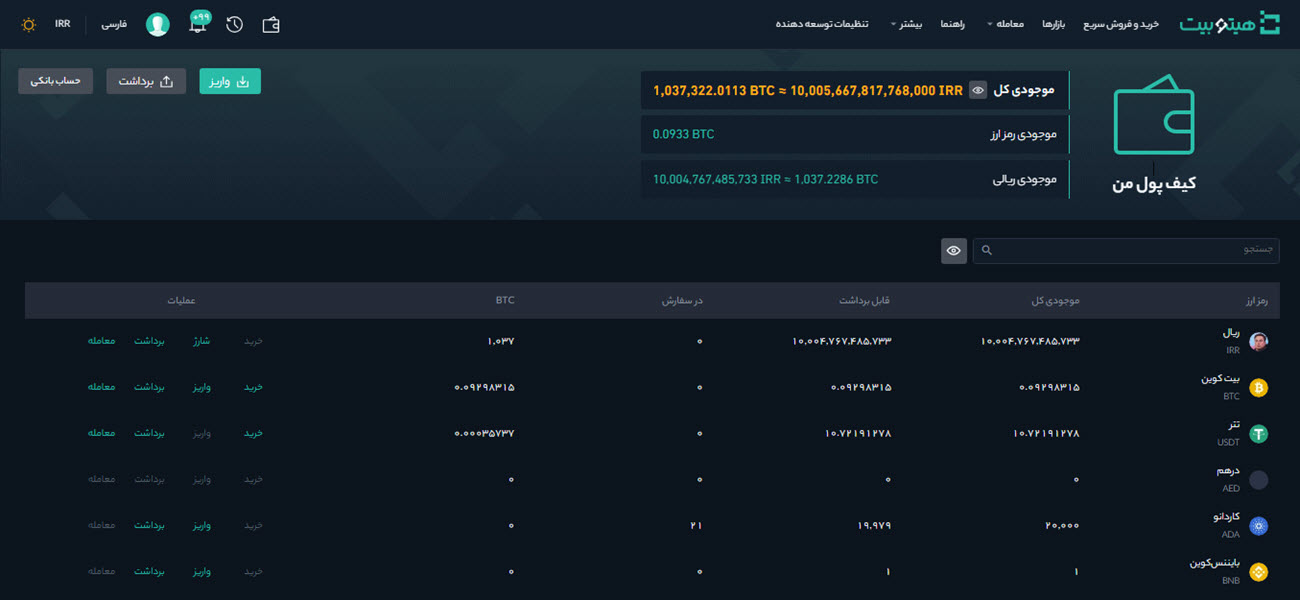 هیتوبیت
خرید و فروش سریع
بازارها
معامله
راهنما
بیشتر
تنظیمات توسعه دهنده
+99
فارسی
IRR
کیف پول من
موجودی کل
1,037,322.0113 BTC ≈ 10,005,667,817,768,000 IRR
موجودی رمز ارز
0.0933 BTC
موجودی ریالی
10,004,767,485,733 IRR ≈ 1,037.2286 BTC
واریز
برداشت
حساب بانکی
جستجو
رمز ارز موجودی کل قابل برداشت در سفارش BTC عملیات
ریال ۱۰,۰۰۴,۷۶۷,۴۸۵,۷۳۳ ۱۰,۰۰۴,۷۶۷,۴۸۵,۷۳۳ ۰ ۱,۰۳۷ خرید شارژ برداشت معامله
IRR
بیت کوین ۰.۰۹۲۹۸۳۱۵ ۰.۰۹۲۹۸۳۱۵ ۰ ۰.۰۹۲۹۸۳۱۵ خرید واریز برداشت معامله
BTC
تتر ۱۰.۷۲۱۹۱۲۷۸ ۱۰.۷۲۱۹۱۲۷۸ ۰ ۰.۰۰۰۳۵۷۳۷ خرید واریز برداشت معامله
USDT
درهم ۰ ۰ ۰ ۰ خرید واریز برداشت معامله
AED
کاردانو ۲۰,۰۰۰ ۱۹,۹۷۹ ۲۱ ۰ خرید واریز برداشت معامله
ADA
بایننس‌کوین ۱ ۱ ۰ ۰ خرید واریز برداشت معامله
BNB